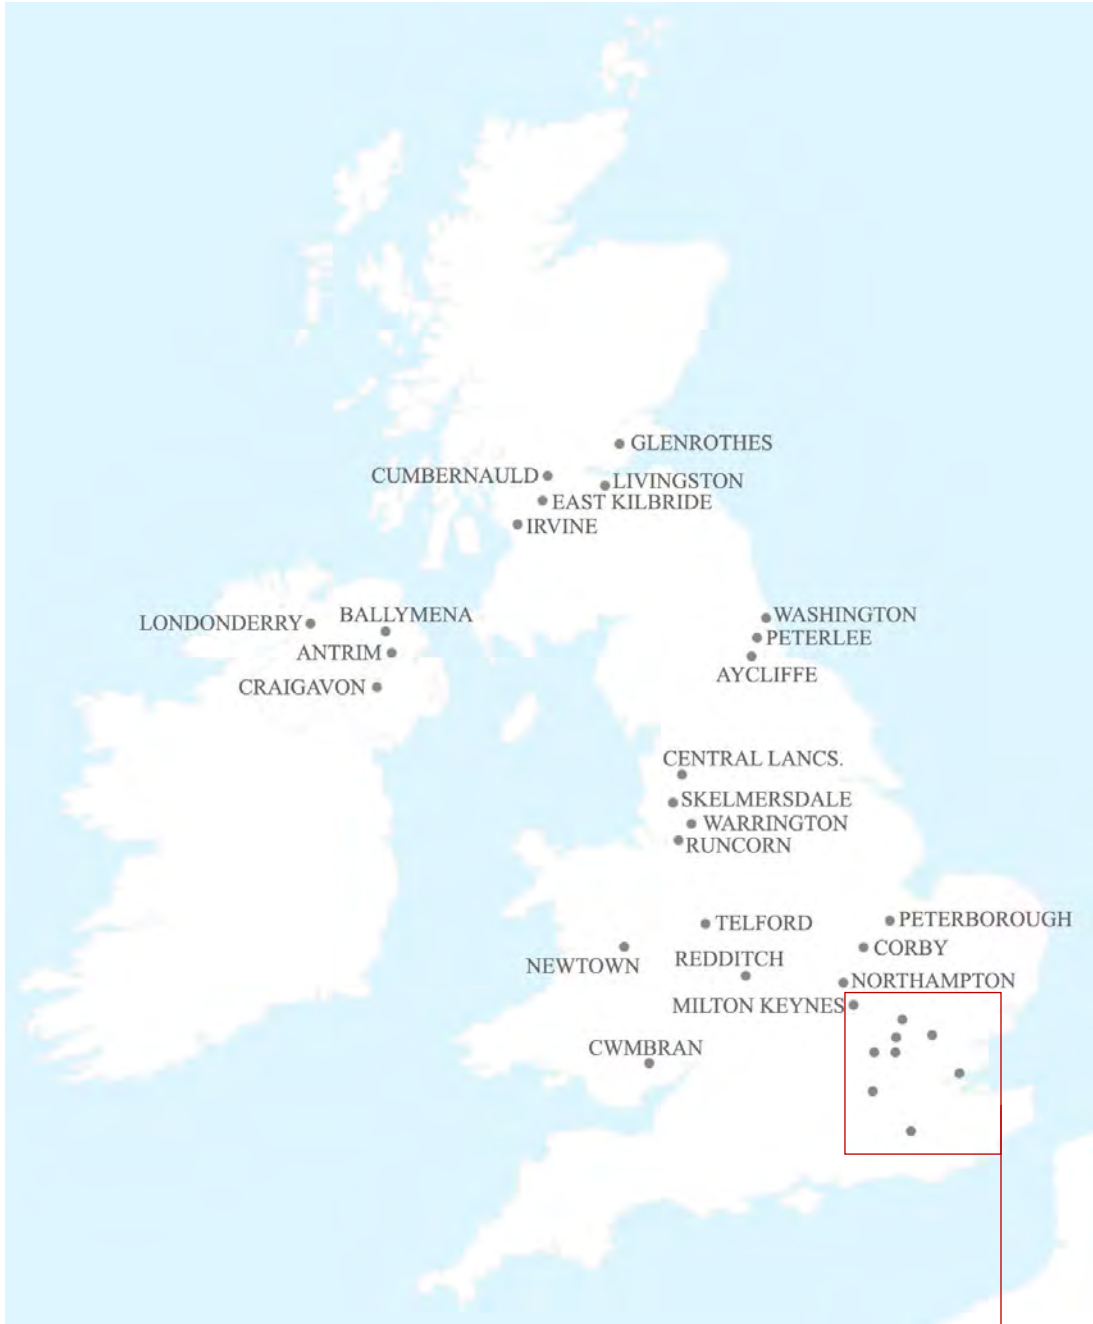 GLENROTHES
CUMBERNAULD
LIVINGSTON
EAST KILBRIDE
IRVINE
LONDONDERRY
BALLYMENA
WASHINGTON
PETERLEE
ANTRIM
AYCLIFFE
CRAIGAVON
CENTRAL LANCS.
SKELMERSDALE
WARRINGTON
RUNCORN
PETERBOROUGH
TELFORD
CORBY
REDDITCH
NEWTOWN
NORTHAMPTON
MILTON KEYNES
CWMBRAN